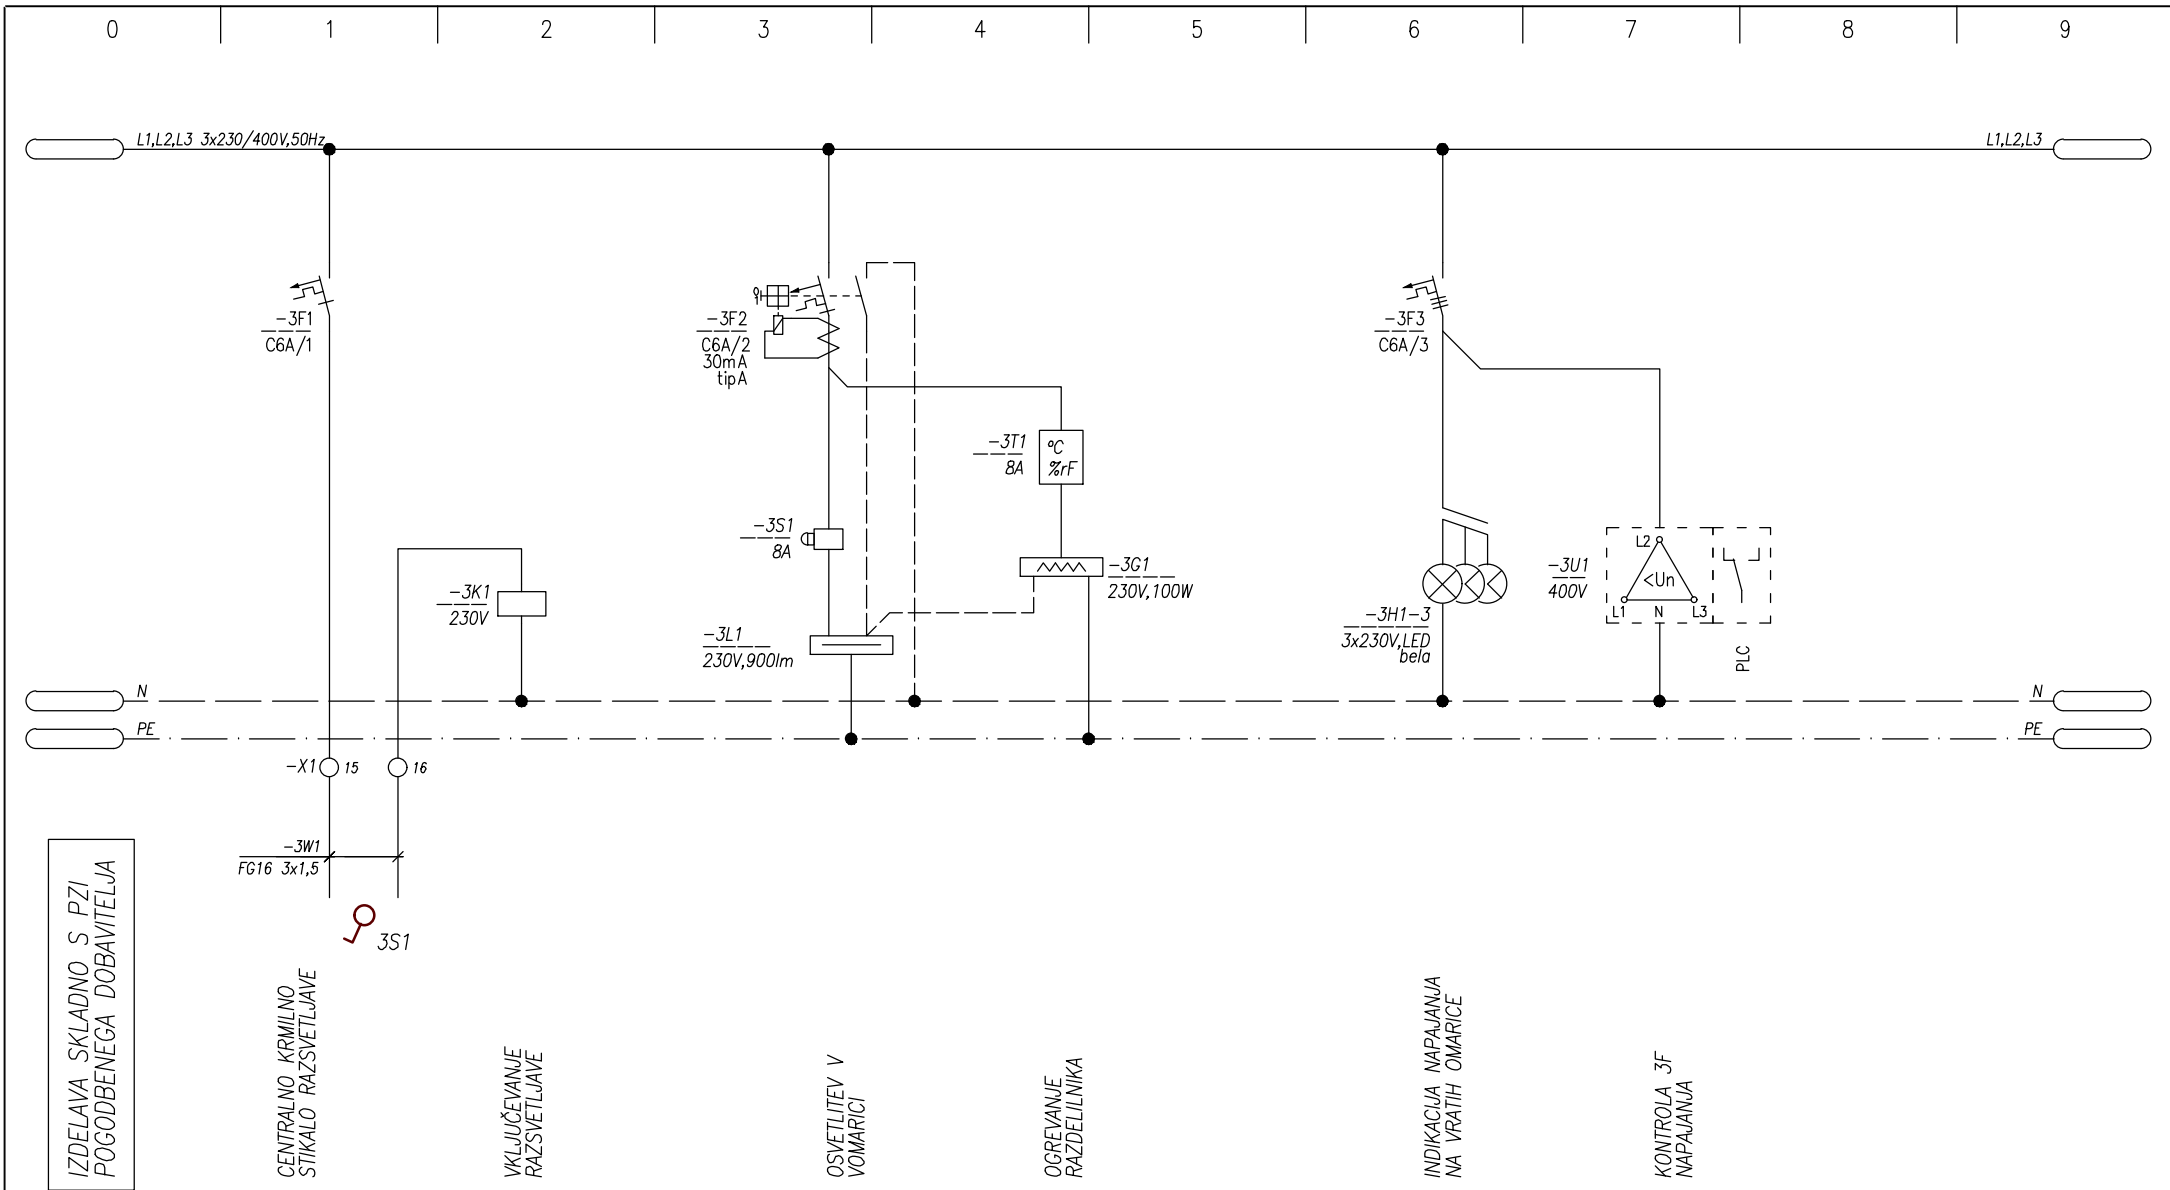 0 1 2 3 4 5 6 7 8 9
L1,L2,L3 3x230/400V,50Hz
L1,L2,L3
-3F1
C6A/1
-3F2
C6A/2
30mA
tipA
-3F3
C6A/3
-3T1
8A
°C
%rF
-3S1
8A
-3K1
230V
-3G1
230V,100W
-3L1
230V,900lm
-3H1-3
3x230V,LED
bela
-3U1
400V
L2
<Un
L1 N L3
PLC
N
N
PE
PE
-X1 15 16
-3W1
FG16 3x1,5
3S1
IZDELAVA SKLADNO S PZI
POGODBENEGA DOBAVITELJA
CENTRALNO KRMILNO
STIKALO RAZSVETLJAVE
VKLJUČEVANJE
RAZSVETLJAVE
OSVETLITEV V
VOMARICI
OGREVANJE
RAZDELILNIKA
INDIKACIJA NAPAJANJA
NA VRATIH OMARICE
KONTROLA 3F
NAPAJANJA